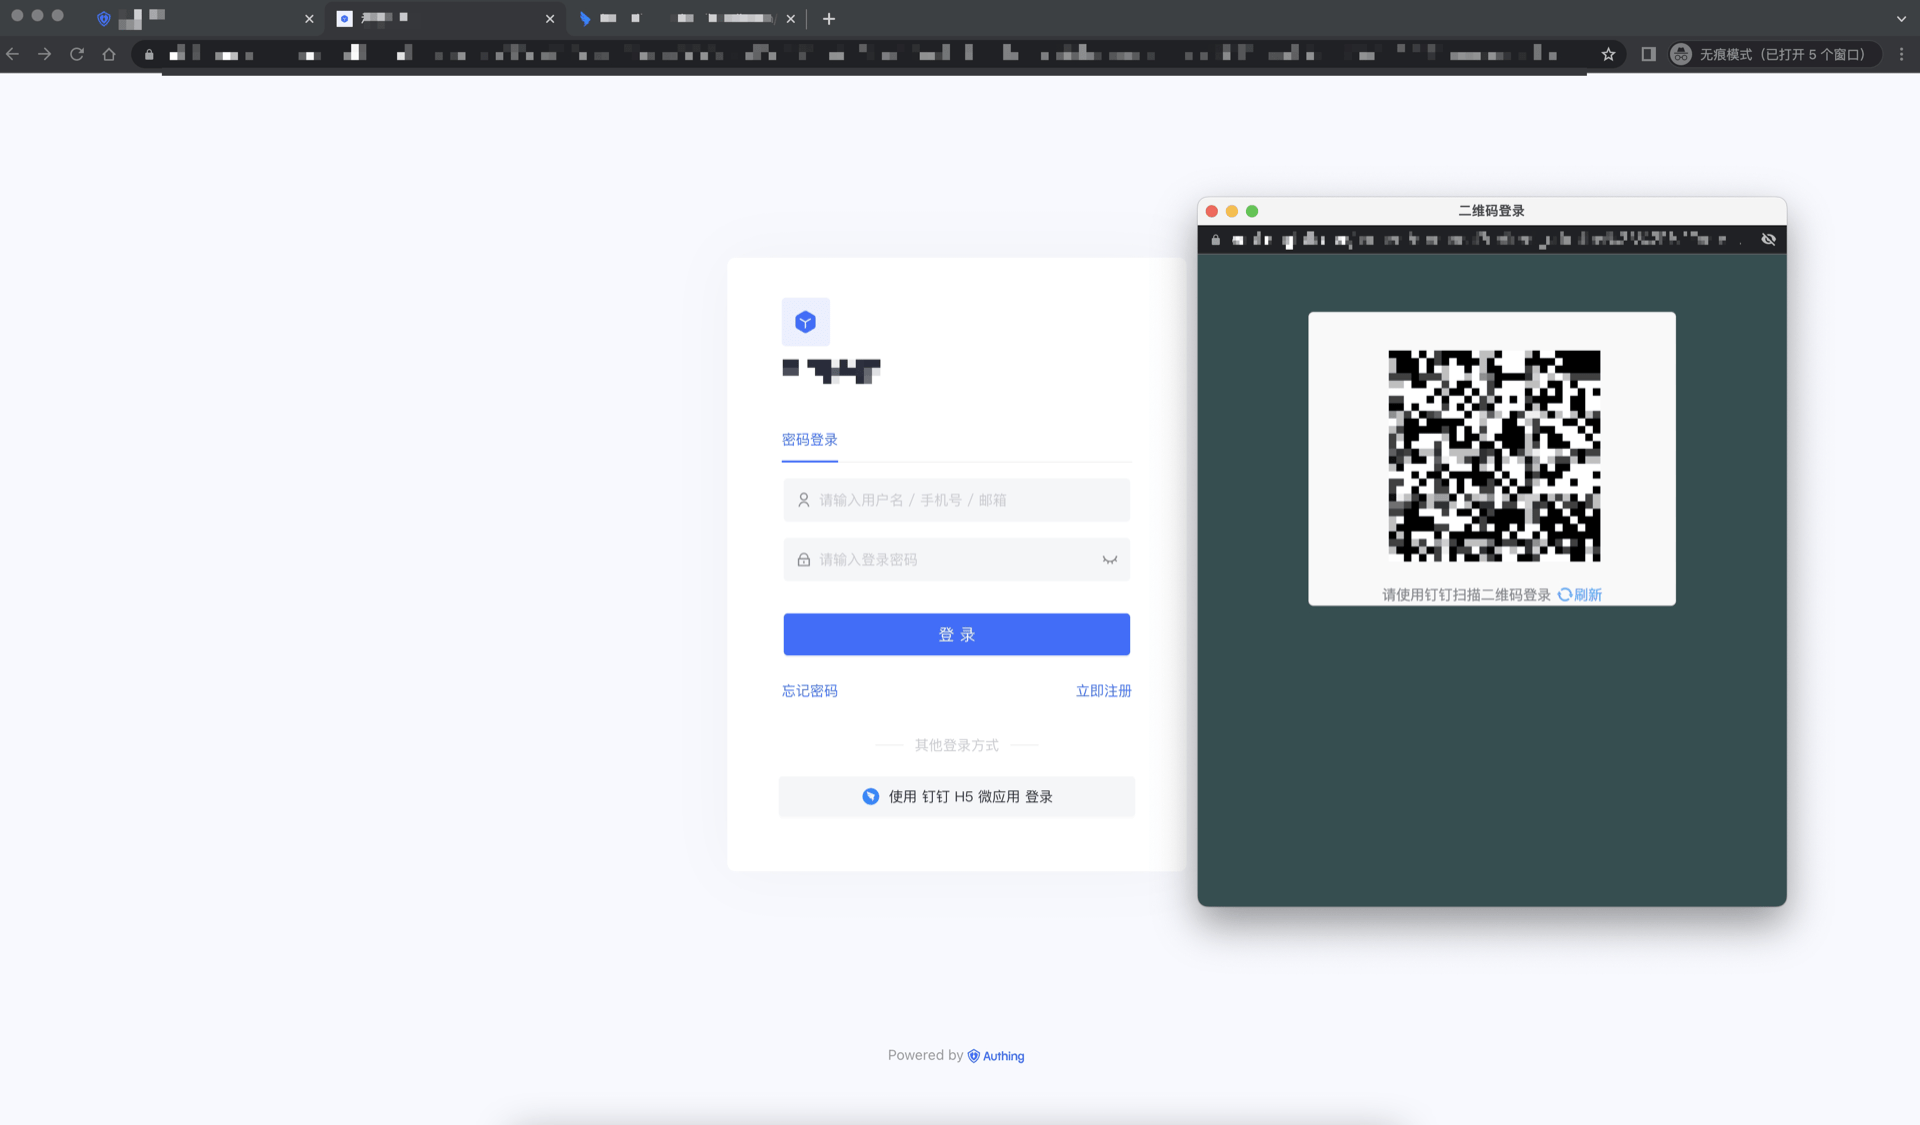 无痕模式（已打开 5 个窗口）
二维码登录
密码登录
请输入用户名 / 手机号 / 邮箱
请输入登录密码
登 录
忘记密码
立即注册
其他登录方式
使用 钉钉 H5 微应用 登录
Powered by Authing
请使用钉钉扫描二维码登录 刷新